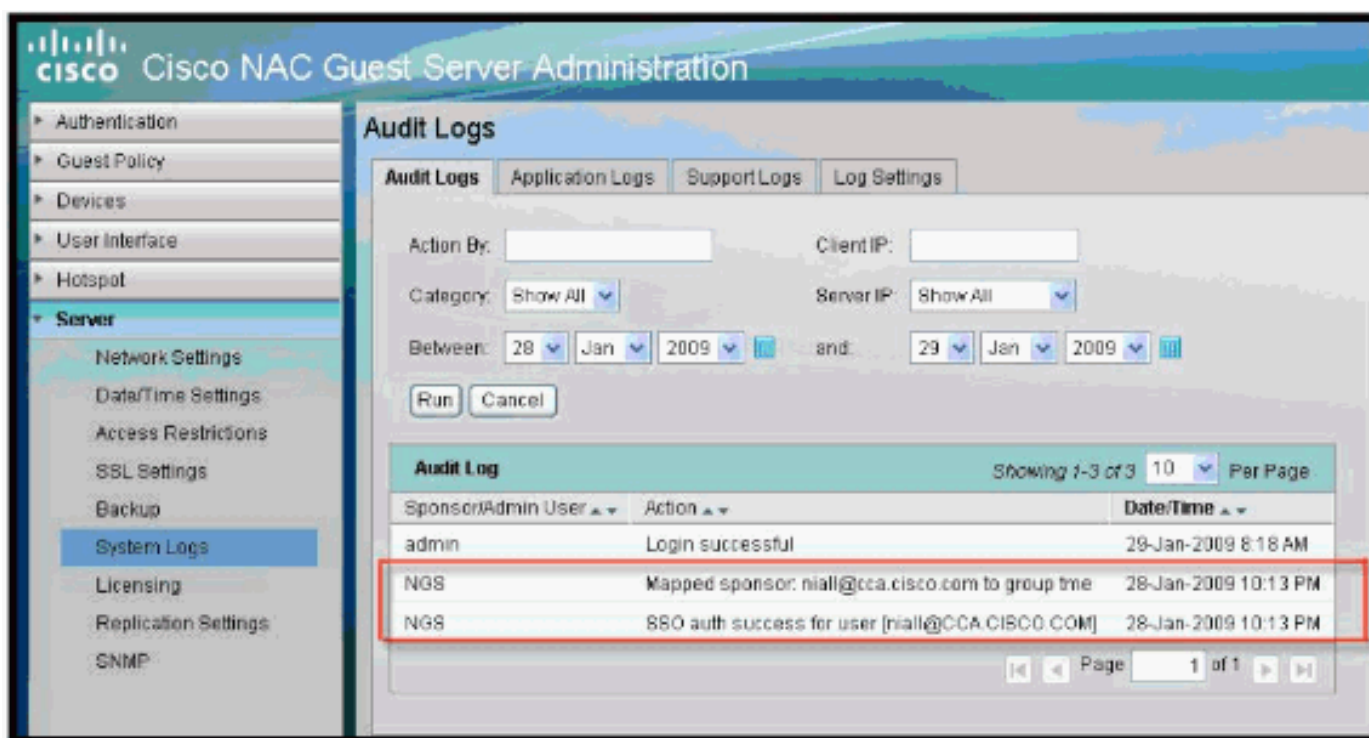 cisco Cisco NAC Guest Server Administration
Authentication
Guest Policy
Devices
User Interface
Hotspot
Server
Network Settings
Date/Time Settings
Access Restrictions
SSL Settings
Backup
System Logs
Licensing
Replication Settings
SNMP
Audit Logs
Audit Logs Application Logs Support Logs Log Settings
Action By: Client IP:
Category: Show All Server IP: Show All
Between: 28 Jan 2009 and: 29 Jan 2009
Run Cancel
Audit Log Showing 1-3 of 3 10 Per Page
Sponsor/Admin User Action Date/Time
admin Login successful 29-Jan-2009 8:18 AM
NGS Mapped sponsor: niall@cca.cisco.com to group tme 28-Jan-2009 10:13 PM
NGS SSO auth success for user [niall@CCA.CISCO.COM] 28-Jan-2009 10:13 PM
Page 1 of 1